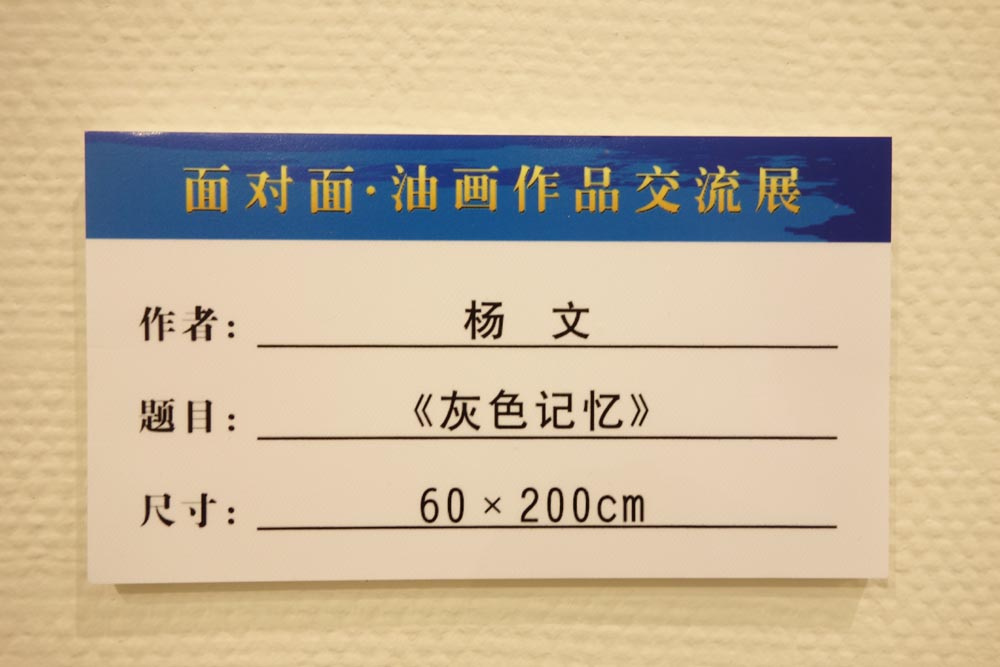 面对面·油画作品交流展
作者: 杨 文
题目: 《灰色记忆》
尺寸: 60×200cm